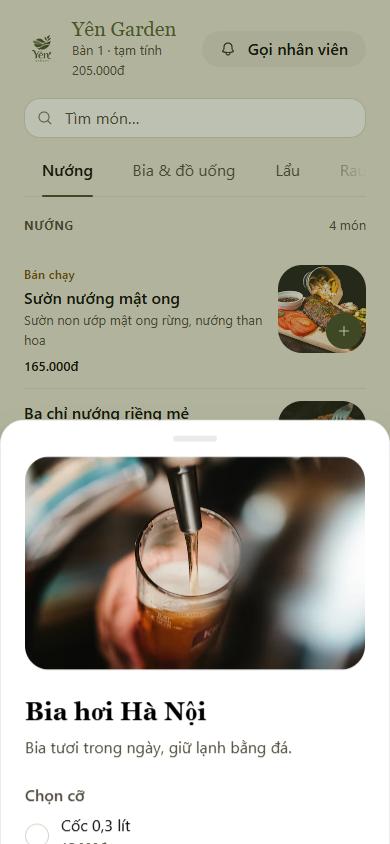 Yên Garden
Bàn 1 · tạm tính
205.000đ
Gọi nhân viên
Yên
Tìm món...
Nướng
Bia & đồ uống
Lẩu
Rau
NƯỚNG
4 món
Bán chạy
Sườn nướng mật ong
Sườn non ướp mật ong rừng, nướng than
hoa
165.000đ
Ba chỉ nướng riềng mẻ
Bia hơi Hà Nội
Bia tươi trong ngày, giữ lạnh bằng đá.
Chọn cỡ
Cốc 0,3 lít